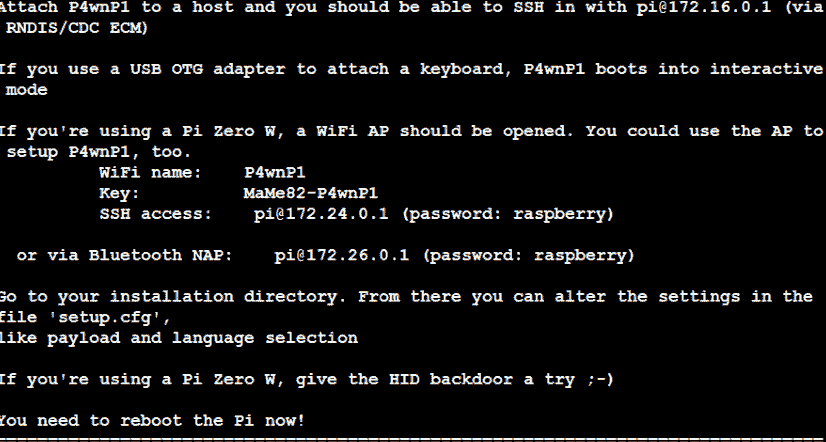 Attach P4wnP1 to a host and you should be able to SSH in with pi@172.16.0.1 (via
RNDIS/CDC ECM)
If you use a USB OTG adapter to attach a keyboard, P4wnP1 boots into interactive
mode
If you're using a Pi Zero W, a WiFi AP should be opened. You could use the AP to
setup P4wnP1, too.
WiFi name: P4wnP1
Key: MaMe82-P4wnP1
SSH access: pi@172.24.0.1 (password: raspberry)
or via Bluetooth NAP: pi@172.26.0.1 (password: raspberry)
Go to your installation directory. From there you can alter the settings in the
file 'setup.cfg',
like payload and language selection
If you're using a Pi Zero W, give the HID backdoor a try ;-)
You need to reboot the Pi now!